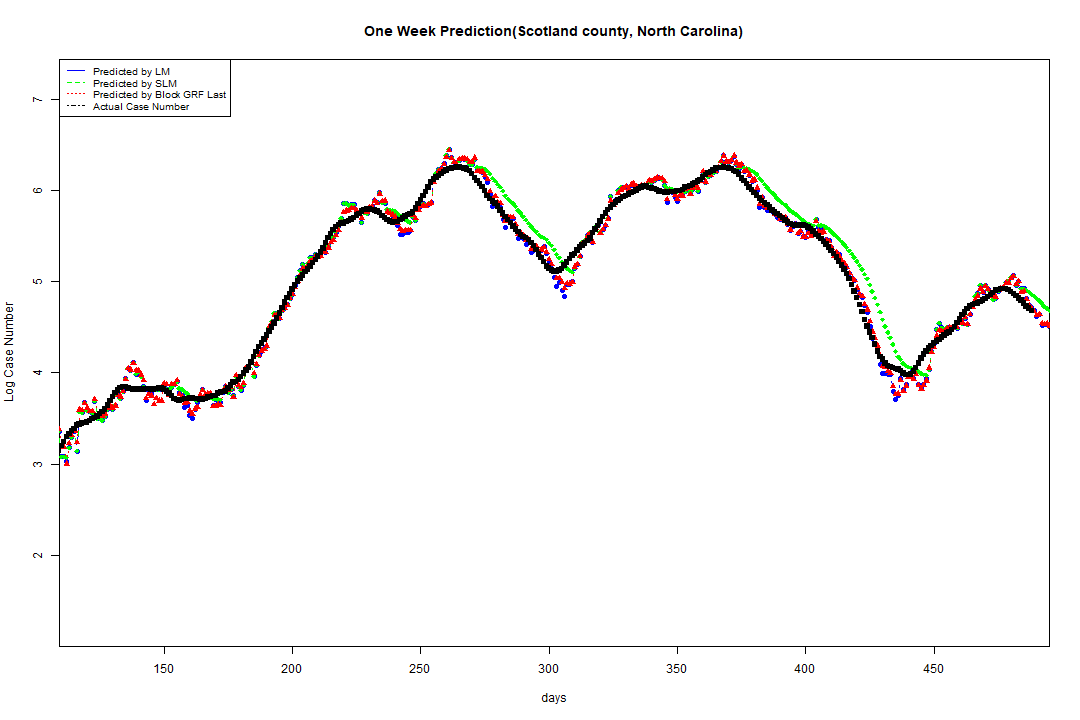 One Week Prediction(Scotland county, North Carolina)
Predicted by LM
Predicted by SLM
Predicted by Block GRF Last
Actual Case Number
7
6
5
4
3
2
Log Case Number
150 200 250 300 350 400 450
days